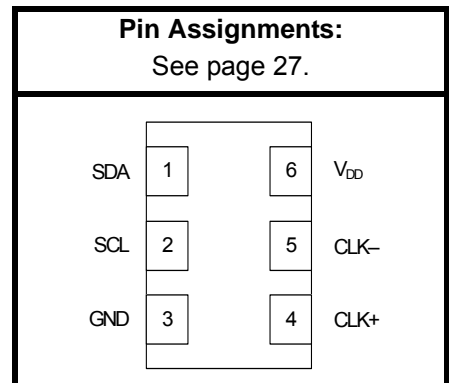 Pin Assignments:
See page 27.
SDA 1 6 VDD
SCL 2 5 CLK–
GND 3 4 CLK+